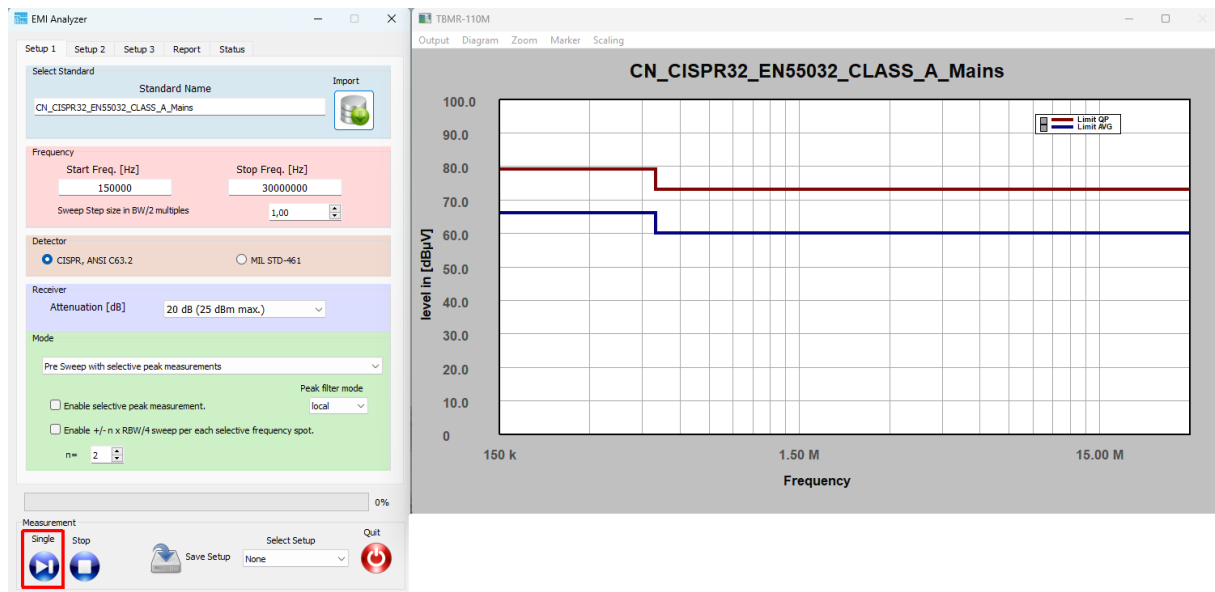 EMI Analyzer
Setup 1 Setup 2 Setup 3 Report Status
Select Standard
Standard Name
Import
CN_CISPR32_EN55032_CLASS_A_Mains
Frequency
Start Freq. [Hz] Stop Freq. [Hz]
150000 30000000
Sweep Step size in BW/2 multiples 1,00
Detector
CISPR, ANSI C63.2 MIL STD-461
Receiver
Attenuation [dB] 20 dB (25 dBm max.)
Mode
Pre Sweep with selective peak measurements
Peak filter mode
Enable selective peak measurement. local
Enable +/- n x RBW/4 sweep per each selective frequency spot.
n= 2
0%
Measurement
Single Stop Select Setup Quit
Save Setup None
TBMR-110M
Output Diagram Zoom Marker Scaling
CN_CISPR32_EN55032_CLASS_A_Mains
Limit QP
Limit AVG
level in [dBµV]
100.0
90.0
80.0
70.0
60.0
50.0
40.0
30.0
20.0
10.0
0
150 k 1.50 M 15.00 M
Frequency